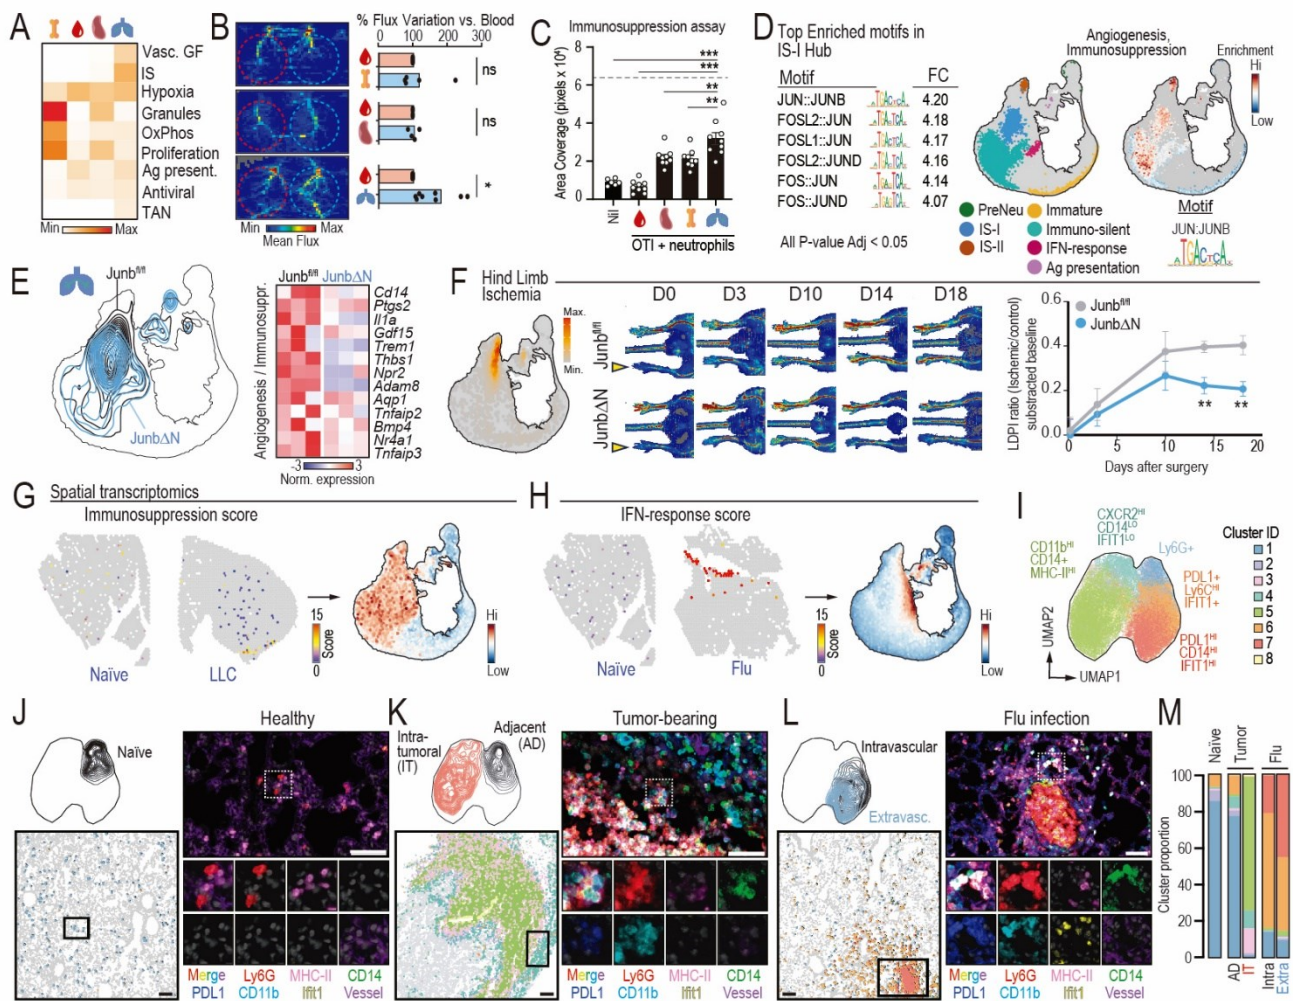 A
Vasc. GF
IS
Hypoxia
Granules
OxPhos
Proliferation
Ag present.
Antiviral
TAN
Min
Max
B
% Flux Variation vs. Blood
0
100
200
300
ns
ns
*
Min
Max
Mean Flux
C
Immunosuppression assay
Area Coverage (pixels x 10⁴)
8
6
4
2
0
***
***
**
**
Nil
OTI + neutrophils
D
Top Enriched motifs in
IS-I Hub
Motif
FC
JUN::JUNB 4.20
FOSL2::JUN 4.18
FOSL1::JUN 4.17
FOSL2::JUND 4.16
FOS::JUN 4.14
FOS::JUND 4.07
All P-value Adj < 0.05
Angiogenesis,
Immunosuppression
Enrichment
Hi
Low
PreNeu
IS-I
IS-II
Immature
Immuno-silent
IFN-response
Ag presentation
Motif
JUN:JUNB
E
Junbfl/fl
JunbΔN
Junbfl/fl JunbΔN
Angiogenesis / Immunosuppr.
Cd14
Ptgs2
Il1a
Gdf15
Trem1
Thbs1
Npr2
Adam8
Aqp1
Tnfaip2
Bmp4
Nr4a1
Tnfaip3
-3
3
Norm. expression
F
Hind Limb
Ischemia
Max.
Min.
D0
D3
D10
D14
D18
Junbfl/fl
JunbΔN
LDPI ratio (Ischemic/control)
substracted baseline
0.6
0.4
0.2
0.0
Junbfl/fl
JunbΔN
**
**
0
5
10
15
20
Days after surgery
G
Spatial transcriptomics
Immunosuppression score
Naïve
LLC
15
0
Score
Hi
Low
H
IFN-response score
Naïve
Flu
15
0
Score
Hi
Low
I
CXCR2HI
CD14LO
IFIT1LO
CD11bHI
CD14+
MHC-IIHI
Ly6G+
PDL1+
Ly6CHI
IFIT1+
PDL1HI
CD14HI
IFIT1HI
UMAP2
UMAP1
Cluster ID
1
2
3
4
5
6
7
8
J
Naïve
Healthy
Merge
Ly6G
MHC-II
CD14
PDL1
CD11b
Ifit1
Vessel
K
Intra-
tumoral
(IT)
Adjacent
(AD)
Tumor-bearing
Merge
Ly6G
MHC-II
CD14
PDL1
CD11b
Ifit1
Vessel
L
Intravascular
Extravasc.
Flu infection
Merge
Ly6G
MHC-II
CD14
PDL1
CD11b
Ifit1
Vessel
M
Naïve
Tumor
Flu
Cluster proportion
100
80
60
40
20
0
AD
IT
Intra
Extra